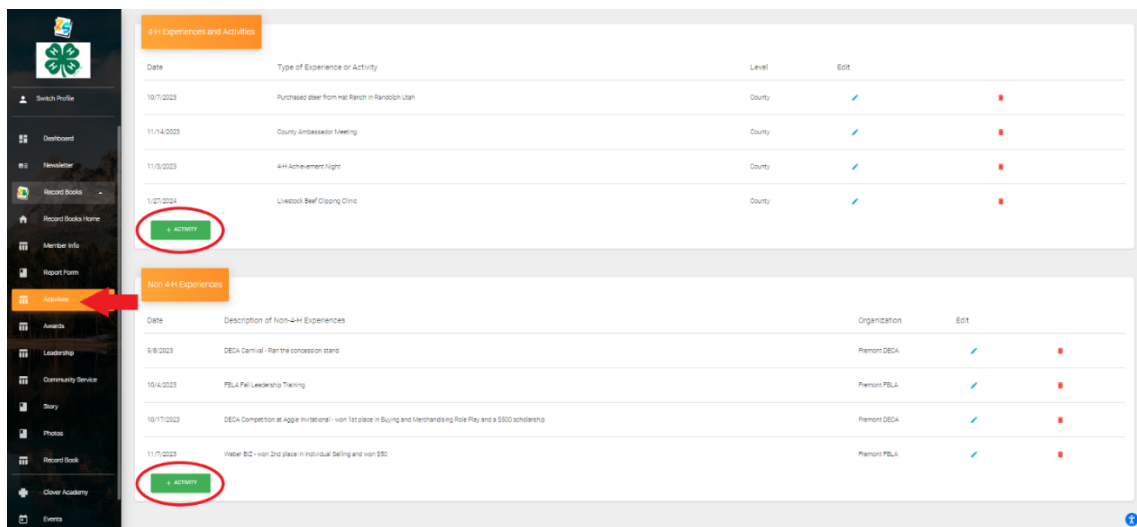 Switch Profile
Dashboard
Newsletter
Record Books
Record Books Home
Member Info
Report Form
Activities
Awards
Leadership
Community Service
Story
Photos
Record Book
Clover Academy
Events
4-H Experiences and Activities
Date Type of Experience or Activity Level Edit
10/7/2023 Purchased steer from Hat Ranch in Randolph Utah County
11/14/2023 County Ambassador Meeting County
11/3/2023 4-H Achievement Night County
1/27/2024 Livestock Beef Clipping Clinic County
+ ACTIVITY
Non 4-H Experiences
Date Description of Non-4-H Experiences Organization Edit
9/8/2023 DECA Carnival - Ran the concession stand Fremont DECA
10/4/2023 FBLA Fall Leadership Training Fremont FBLA
10/17/2023 DECA Competition at Aggie Invitational - won 1st place in Buying and Merchandising Role Play and a $500 scholarship Fremont DECA
11/7/2023 Weber BIZ - won 2nd place in Individual Selling and won $50 Fremont FBLA
+ ACTIVITY